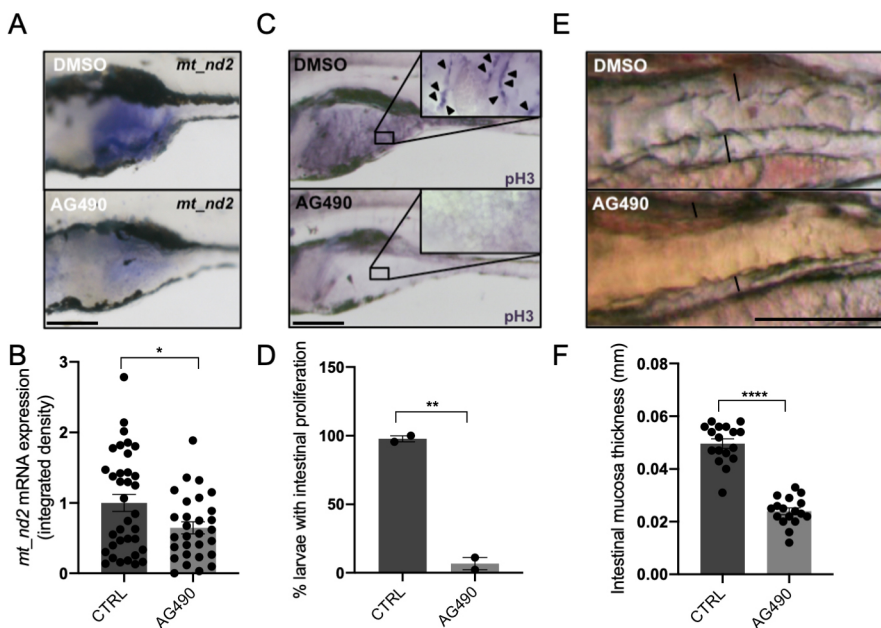 A
C
E
DMSO
mt_nd2
DMSO
pH3
DMSO
AG490
mt_nd2
AG490
pH3
AG490
B
mt_nd2 mRNA expression
(integrated density)
3
2
1
0
*
CTRL
AG490
D
% larvae with intestinal proliferation
150
100
50
0
**
CTRL
AG490
F
Intestinal mucosa thickness (mm)
0.08
0.06
0.04
0.02
0.00
****
CTRL
AG490